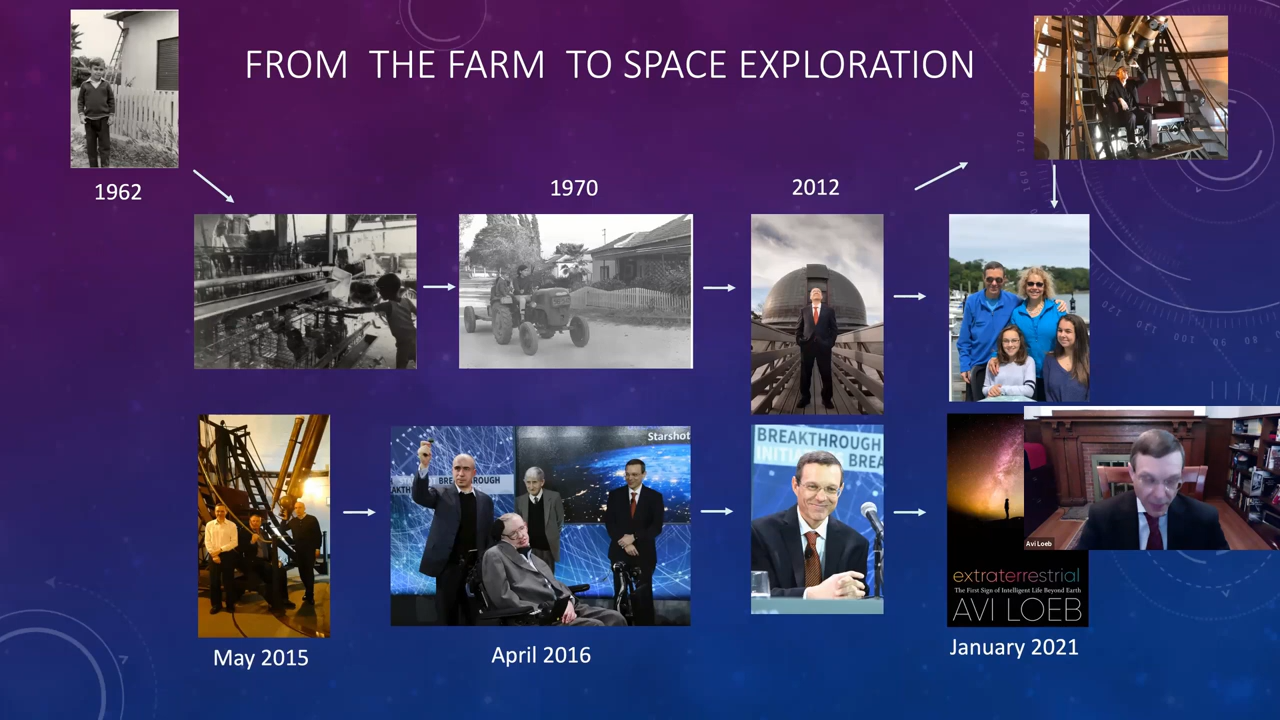 FROM THE FARM TO SPACE EXPLORATION
1962
1970
2012
Starshot
BREAKTHROUGH
BREAKTHROUGH
INITI
BREA
Avi Loeb
extraterrestrial
The First Sign of Intelligent Life Beyond Earth
AVI LOEB
May 2015
April 2016
January 2021